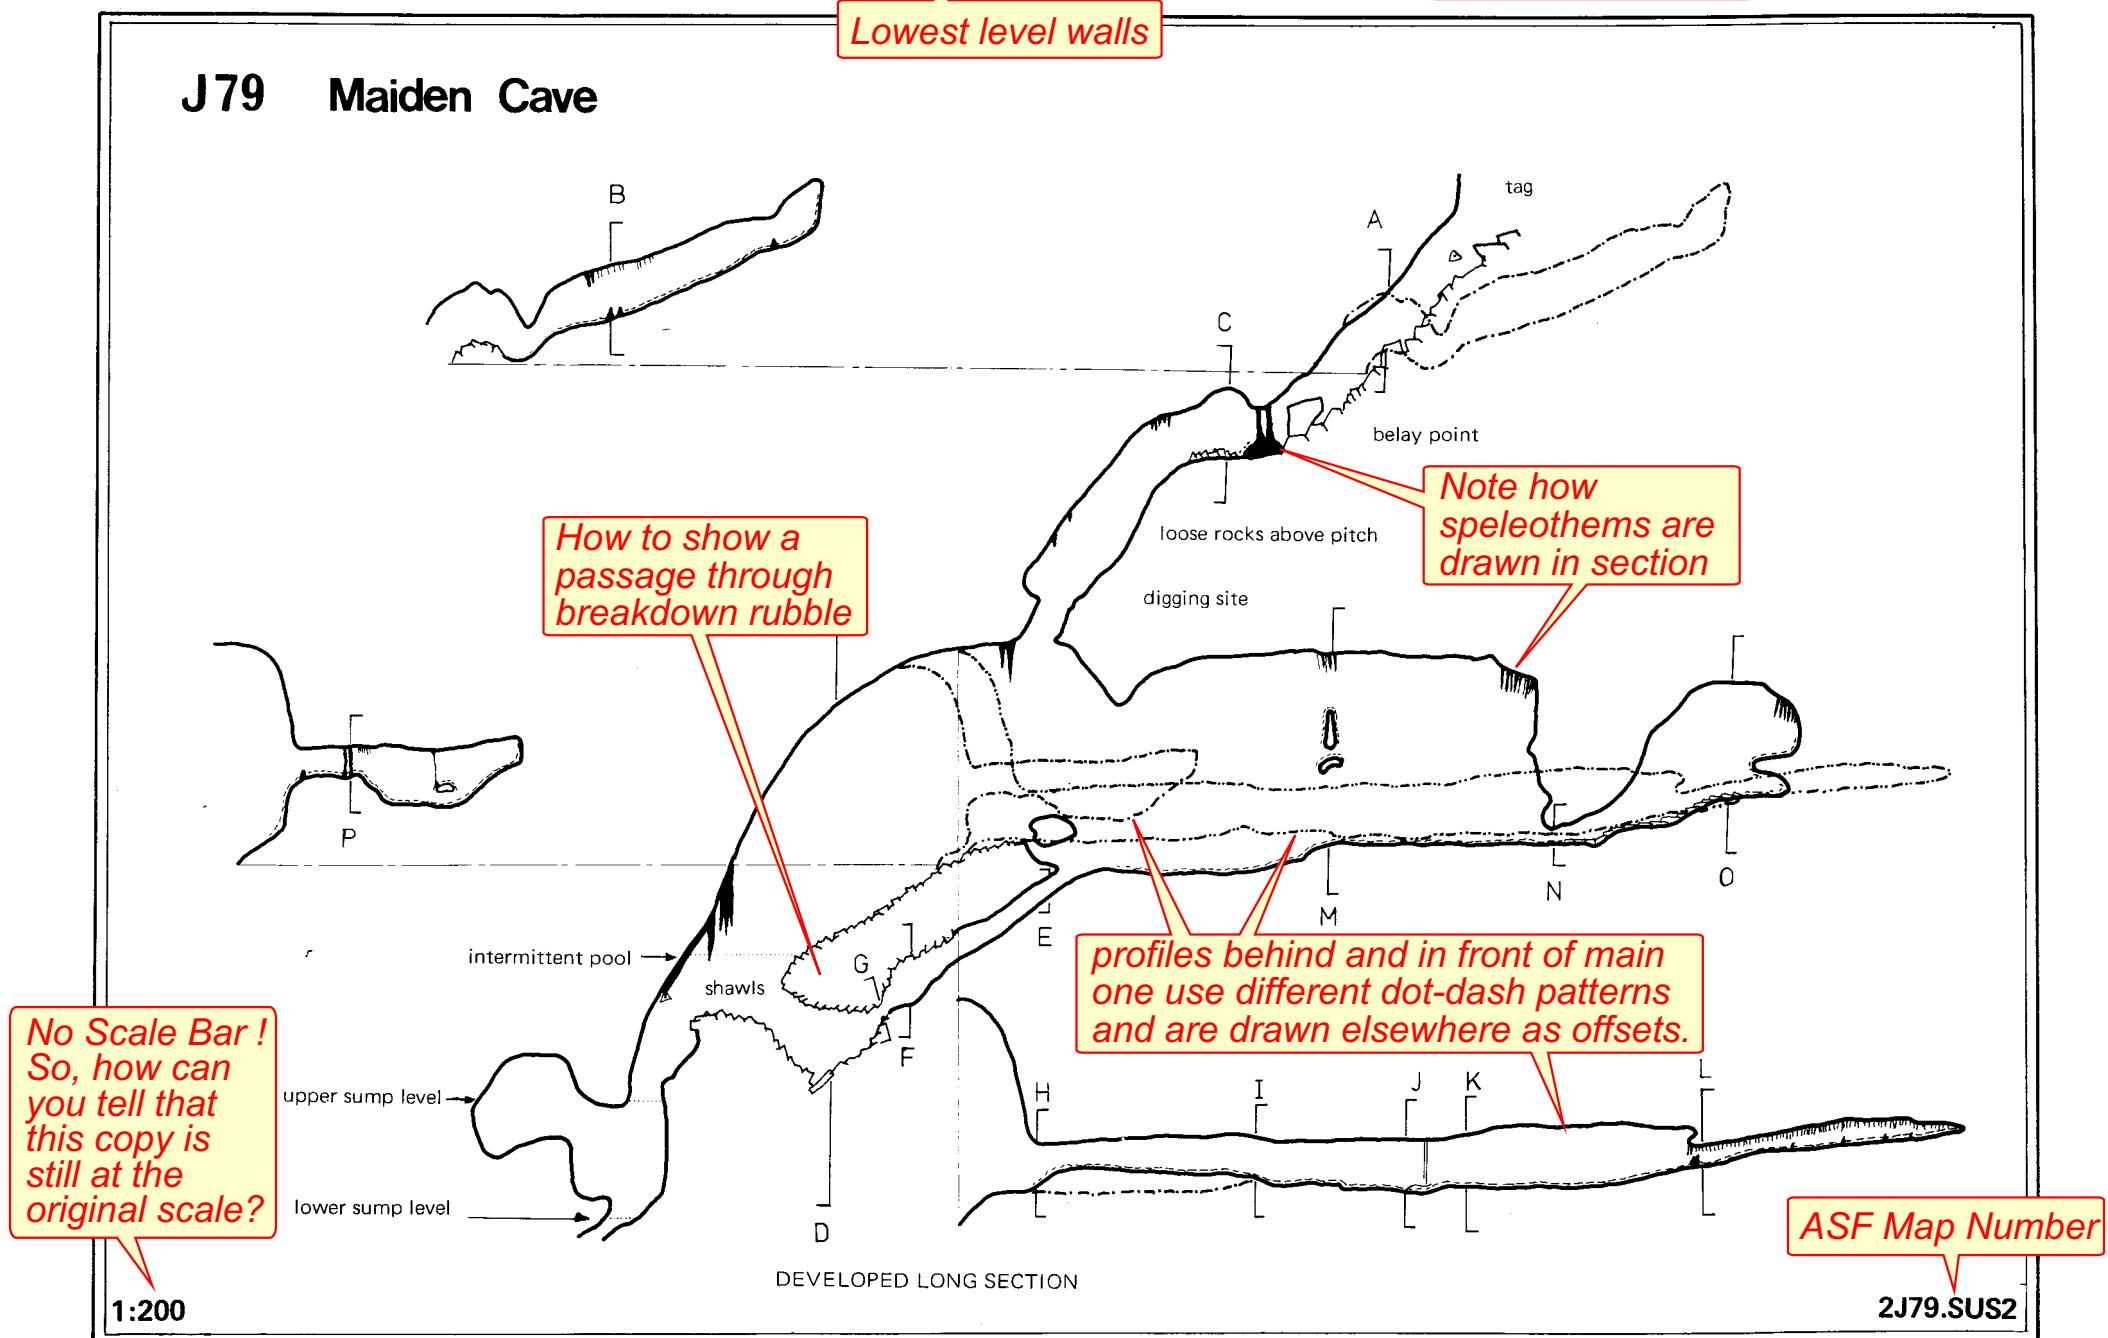 Lowest level walls
J79 Maiden Cave
B
tag
A
C
belay point
Note how
speleothems are
drawn in section
How to show a
passage through
breakdown rubble
loose rocks above pitch
digging site
P
O
N
M
E
intermittent pool
G
shawls
profiles behind and in front of main
one use different dot-dash patterns
and are drawn elsewhere as offsets.
No Scale Bar !
So, how can
you tell that
this copy is
still at the
original scale?
F
upper sump level
H
I
J
K
L
lower sump level
D
ASF Map Number
DEVELOPED LONG SECTION
1:200
2J79.SUS2